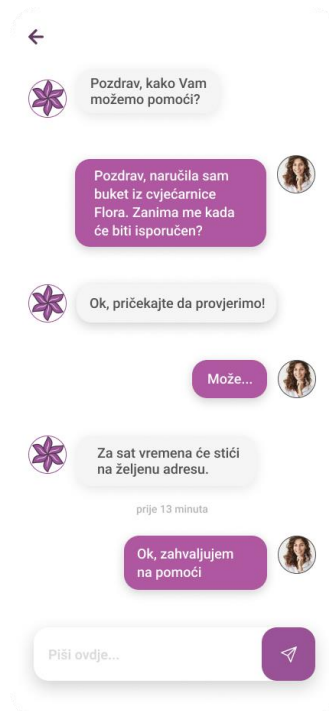 Pozdrav, kako Vam
možemo pomoći?
Pozdrav, naručila sam
buket iz cvjećarnice
Flora. Zanima me kada
će biti isporučen?
Ok, pričekajte da provjerimo!
Može...
Za sat vremena će stići
na željenu adresu.
prije 13 minuta
Ok, zahvaljujem
na pomoći
Piši ovdje...